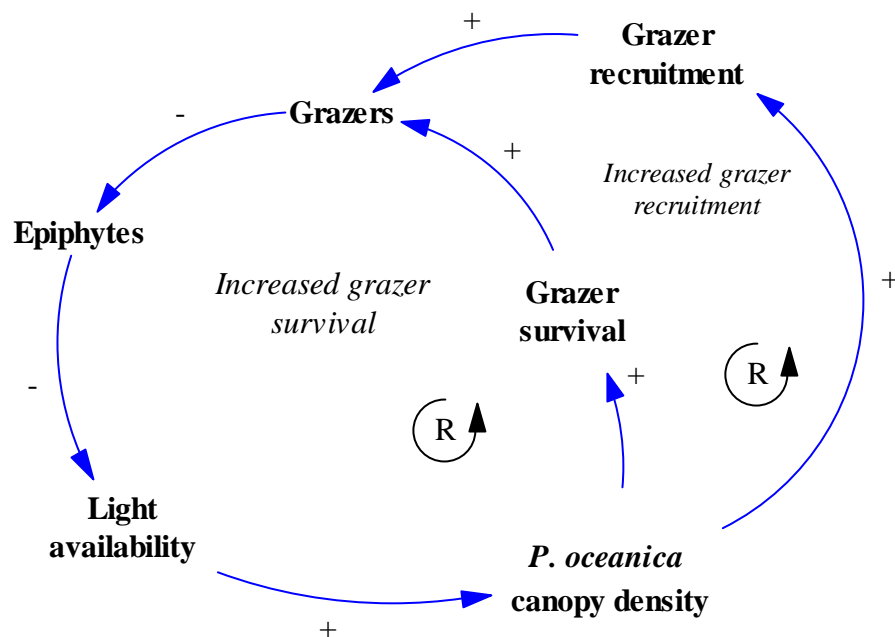 +
Grazer
recruitment
Grazers
-
+
Increased grazer
recruitment
Epiphytes
+
Increased grazer
survival
Grazer
survival
R
+
-
R
Light
availability
P. oceanica
canopy density
+